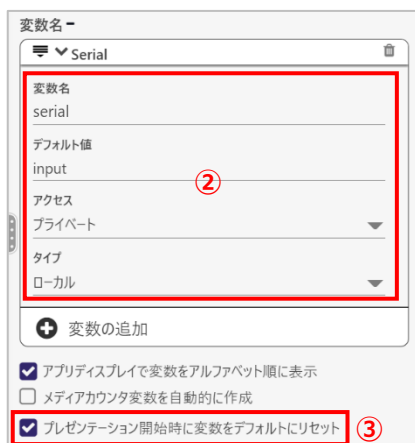 変数名-
Serial
変数名
serial
デフォルト値
input
②
アクセス
プライベート
タイプ
ローカル
変数の追加
アプリディスプレイで変数をアルファベット順に表示
メディアカウンタ変数を自動的に作成
プレゼンテーション開始時に変数をデフォルトにリセット ③